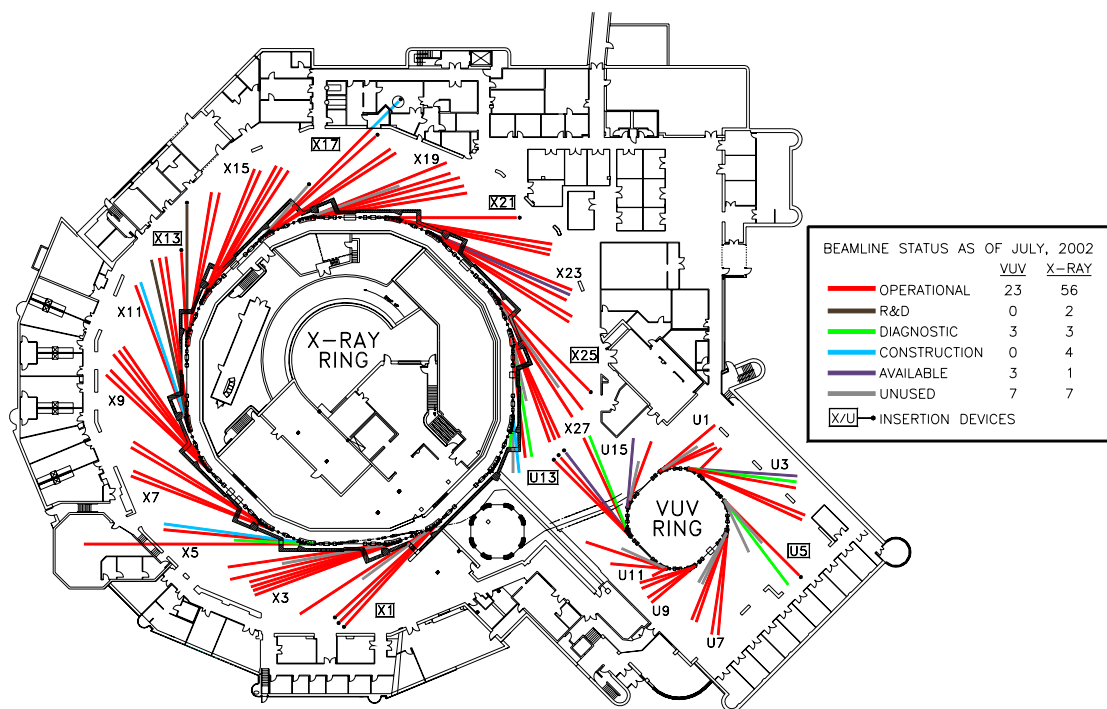 X17
X19
X15
X21
X13
X23
X11
X-RAY
RING
X25
X9
X27
U15
U1
U13
U3
X7
VUV
RING
X5
U5
U11
X3
X1
U9
U7
BEAMLINE STATUS AS OF JULY, 2002
VUV X-RAY
OPERATIONAL 23 56
R&D 0 2
DIAGNOSTIC 3 3
CONSTRUCTION 0 4
AVAILABLE 3 1
UNUSED 7 7
X/U INSERTION DEVICES